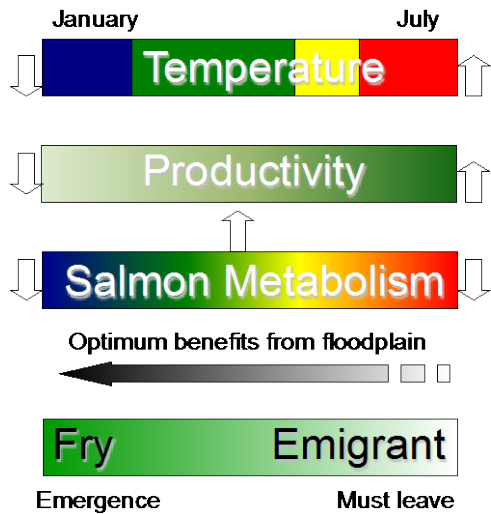 January July
Temperature
Productivity
Salmon Metabolism
Optimum benefits from floodplain
Fry Emigrant
Emergence Must leave